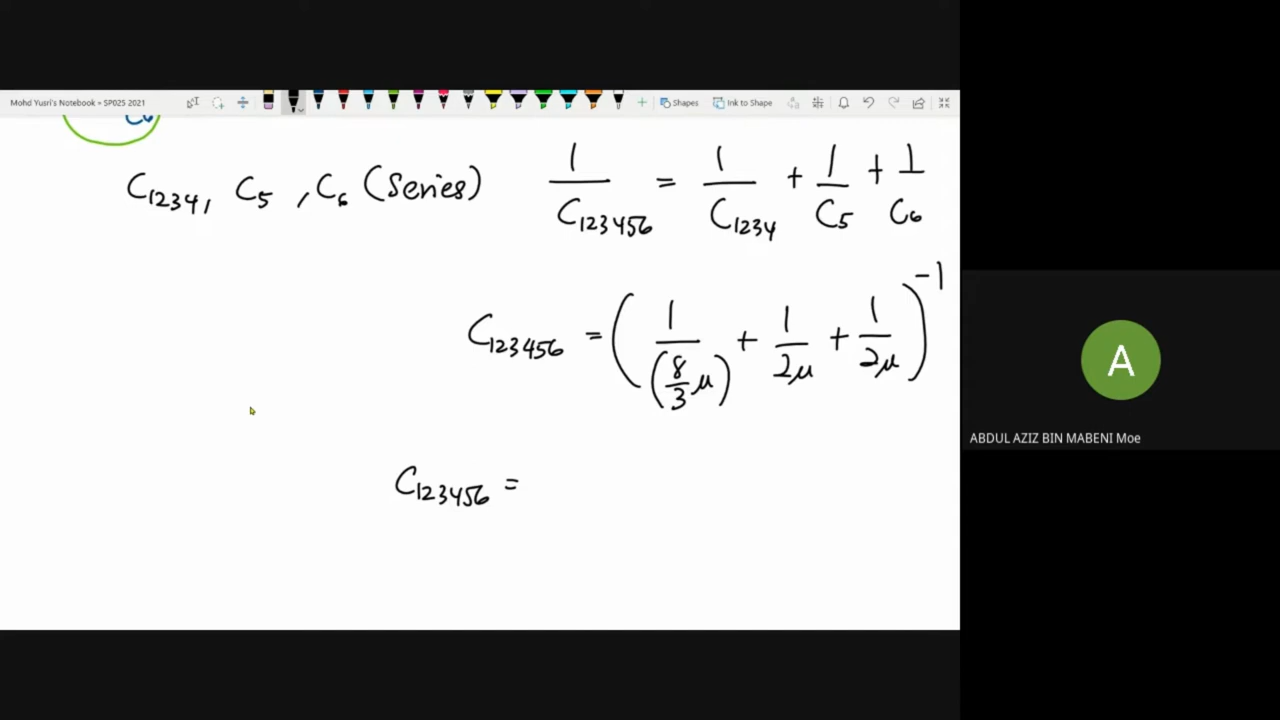 Mohd Yusri's Notebook » SP025 2021
Shapes
Ink to Shape
C6
C1234, C5 , C6 (Series)
1/C123456 = 1/C1234 + 1/C5 + 1/C6
C123456 = (1/(8/3 μ) + 1/2μ + 1/2μ)^-1
A
ABDUL AZIZ BIN MABENI Moe
C123456 =